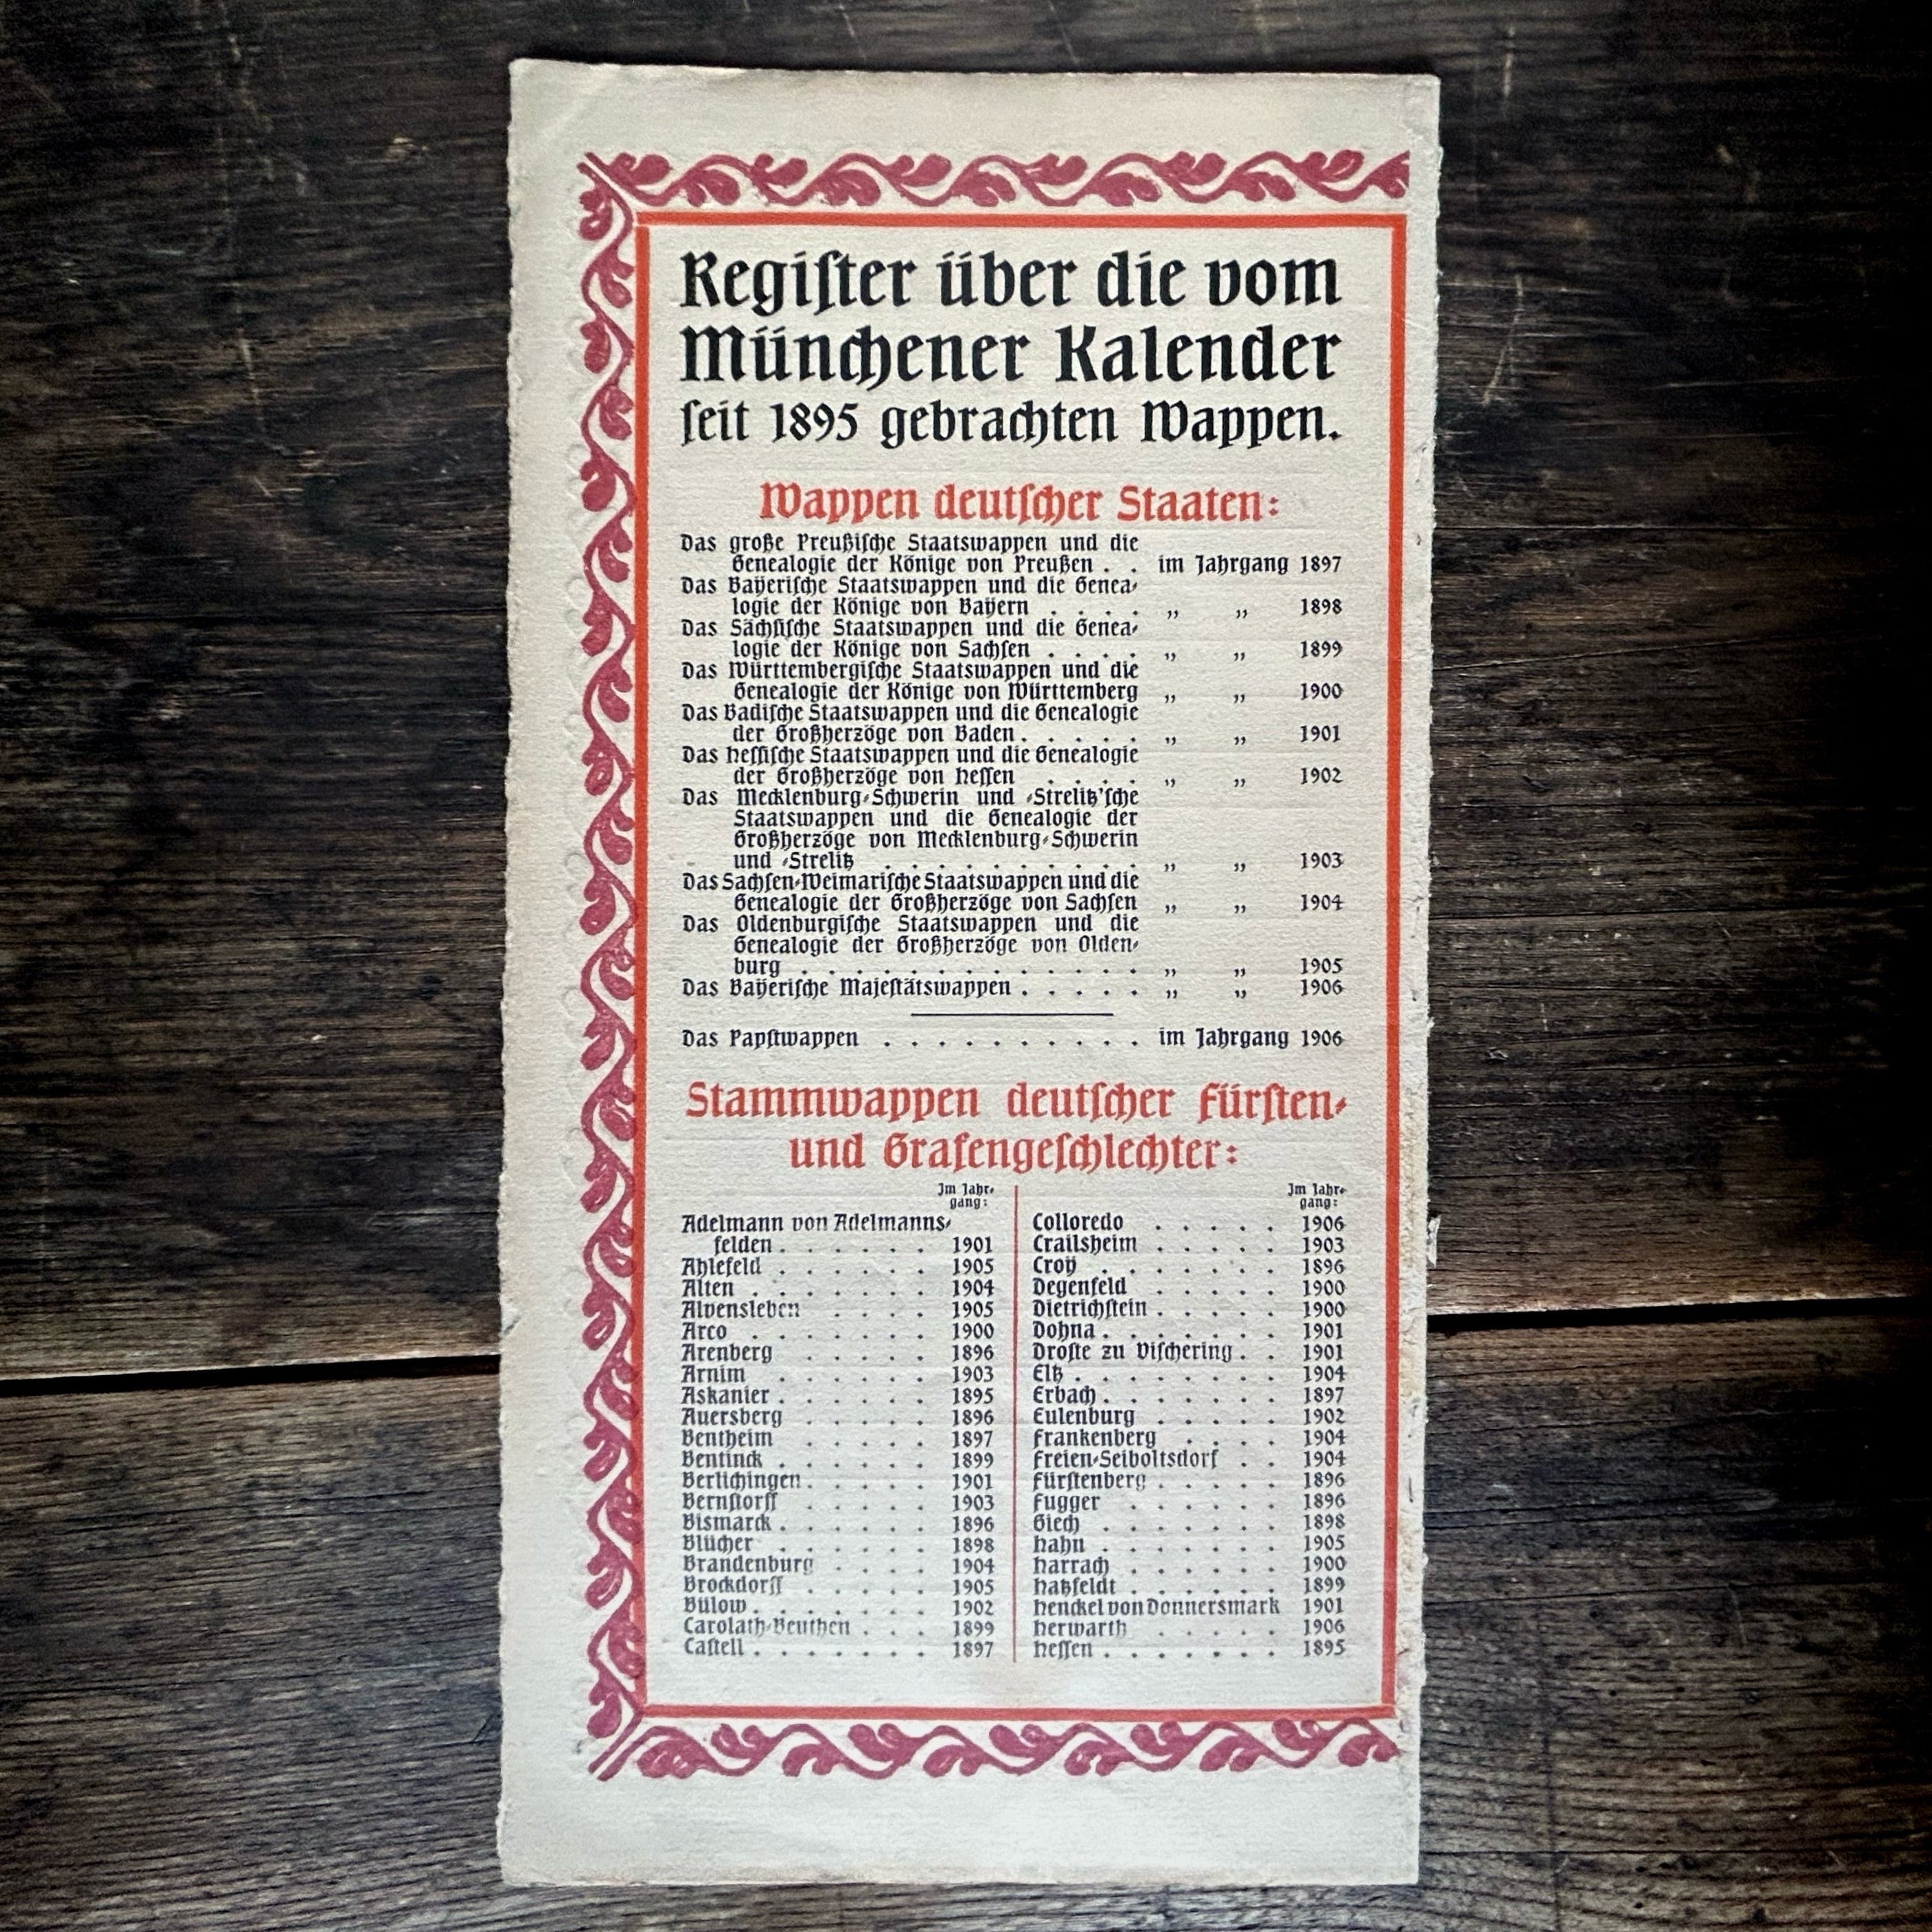 Regiſter über die vom
Münchener Kalender
ſeit 1895 gebrachten Wappen.
Wappen deutſcher Staaten:
Das große Preußiſche Staatswappen und die
Genealogie der Könige von Preußen . . im Jahrgang 1897
Das Baÿeriſche Staatswappen und die Genea-
logie der Könige von Baÿern . . . . „ „ 1898
Das Sächſiſche Staatswappen und die Genea-
logie der Könige von Sachſen . . . . „ „ 1899
Das Württembergiſche Staatswappen und die
Genealogie der Könige von Württemberg „ „ 1900
Das Badiſche Staatswappen und die Genealogie
der Großherzöge von Baden . . . . . „ „ 1901
Das Heſſiſche Staatswappen und die Genealogie
der Großherzöge von Heſſen . . . . „ „ 1902
Das Mecklenburg-Schwerin und -Strelitz'ſche
Staatswappen und die Genealogie der
Großherzöge von Mecklenburg-Schwerin
und -Strelitz . . . . . . . . . . „ „ 1903
Das Sachſen-Weimariſche Staatswappen und die
Genealogie der Großherzöge von Sachſen „ „ 1904
Das Oldenburgiſche Staatswappen und die
Genealogie der Großherzöge von Olden-
burg . . . . . . . . . . . . . „ „ 1905
Das Baÿeriſche Majeſtätswappen . . . . . „ „ 1906
Das Papſtwappen . . . . . . . . . . im Jahrgang 1906
Stammwappen deutſcher Fürſten-
und Grafengeſchlechter:
Im Jahr-
gang:
Adelmann von Adelmanns-
felden . . . . . . . 1901
Ahlefeld . . . . . . . 1905
Alten . . . . . . . . 1904
Alvensleben . . . . . 1905
Arco . . . . . . . . 1900
Arenberg . . . . . . 1896
Arnim . . . . . . . 1903
Askanier . . . . . . . 1895
Auersberg . . . . . . 1896
Bentheim . . . . . . 1897
Bentinck . . . . . . 1899
Berlichingen . . . . . . 1901
Bernſtorff . . . . . . 1903
Bismarck . . . . . . . 1896
Blücher . . . . . . . 1898
Brandenburg . . . . . 1904
Brockdorff . . . . . . 1905
Bülow . . . . . . . . 1902
Carolath-Beuthen . . . 1899
Caſtell . . . . . . . . 1897
Im Jahr-
gang:
Colloredo . . . . . 1906
Crailsheim . . . . . 1903
Croÿ . . . . . . . 1896
Degenfeld . . . . . 1900
Dietrichſtein . . . . . 1900
Dohna . . . . . . . 1901
Droſte zu Viſchering . . 1901
Eltz . . . . . . . . 1904
Erbach . . . . . . . 1897
Eulenburg . . . . . 1902
Frankenberg . . . . 1904
Freien-Seiboltsdorf . . 1904
Fürſtenberg . . . . . 1896
Fugger . . . . . . 1896
Giech . . . . . . . 1898
Hahn . . . . . . . 1905
Harrach . . . . . . 1900
Hatzfeldt . . . . . . 1899
Henckel von Donnersmark 1901
Herwarth . . . . . 1906
Heſſen . . . . . . . 1895